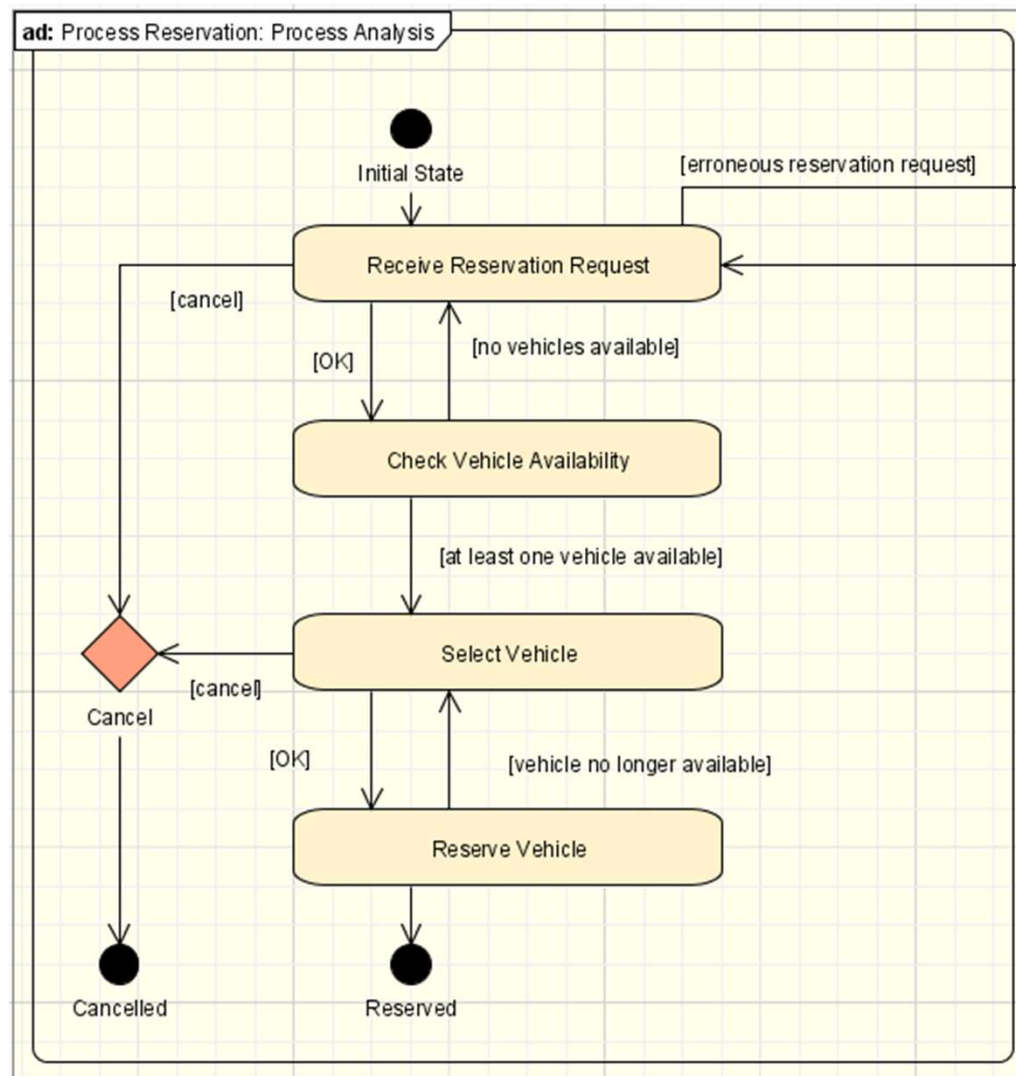 ad: Process Reservation: Process Analysis
Initial State
[erroneous reservation request]
Receive Reservation Request
[cancel]
[OK]
[no vehicles available]
Check Vehicle Availability
[at least one vehicle available]
Select Vehicle
[cancel]
Cancel
[OK]
[vehicle no longer available]
Reserve Vehicle
Cancelled
Reserved